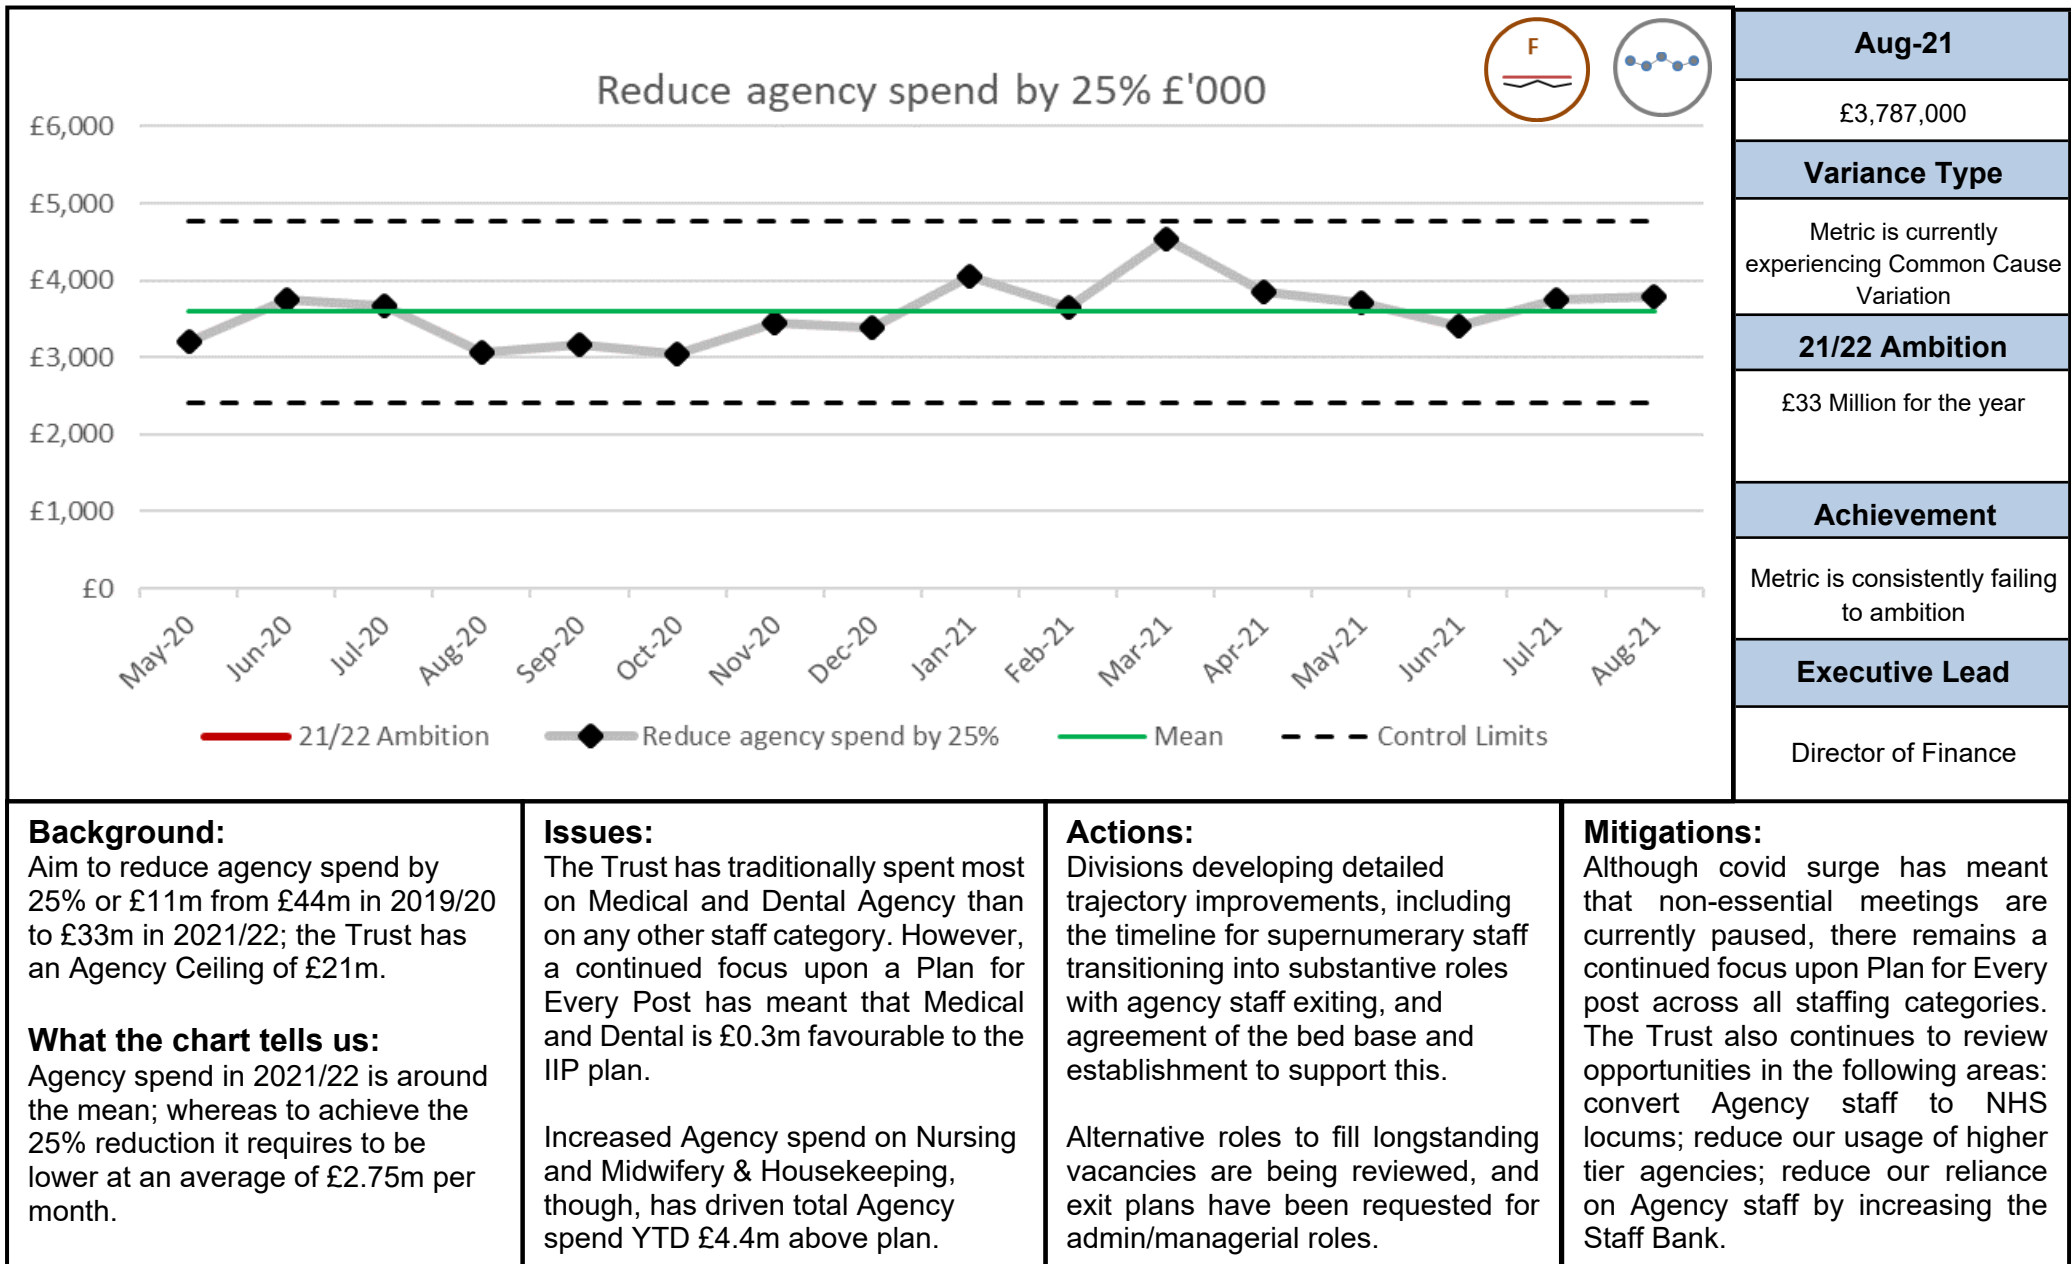 F
Reduce agency spend by 25% £'000
£6,000
£5,000
£4,000
£3,000
£2,000
£1,000
£0
May-20
Jun-20
Jul-20
Aug-20
Sep-20
Oct-20
Nov-20
Dec-20
Jan-21
Feb-21
Mar-21
Apr-21
May-21
Jun-21
Jul-21
Aug-21
21/22 Ambition
Reduce agency spend by 25%
Mean
Control Limits
Aug-21
£3,787,000
Variance Type
Metric is currently
experiencing Common Cause
Variation
21/22 Ambition
£33 Million for the year
Achievement
Metric is consistently failing
to ambition
Executive Lead
Director of Finance
Background:
Aim to reduce agency spend by
25% or £11m from £44m in 2019/20
to £33m in 2021/22; the Trust has
an Agency Ceiling of £21m.
What the chart tells us:
Agency spend in 2021/22 is around
the mean; whereas to achieve the
25% reduction it requires to be
lower at an average of £2.75m per
month.
Issues:
The Trust has traditionally spent most
on Medical and Dental Agency than
on any other staff category. However,
a continued focus upon a Plan for
Every Post has meant that Medical
and Dental is £0.3m favourable to the
IIP plan.
Increased Agency spend on Nursing
and Midwifery & Housekeeping,
though, has driven total Agency
spend YTD £4.4m above plan.
Actions:
Divisions developing detailed
trajectory improvements, including
the timeline for supernumerary staff
transitioning into substantive roles
with agency staff exiting, and
agreement of the bed base and
establishment to support this.
Alternative roles to fill longstanding
vacancies are being reviewed, and
exit plans have been requested for
admin/managerial roles.
Mitigations:
Although covid surge has meant
that non-essential meetings are
currently paused, there remains a
continued focus upon Plan for Every
post across all staffing categories.
The Trust also continues to review
opportunities in the following areas:
convert Agency staff to NHS
locums; reduce our usage of higher
tier agencies; reduce our reliance
on Agency staff by increasing the
Staff Bank.